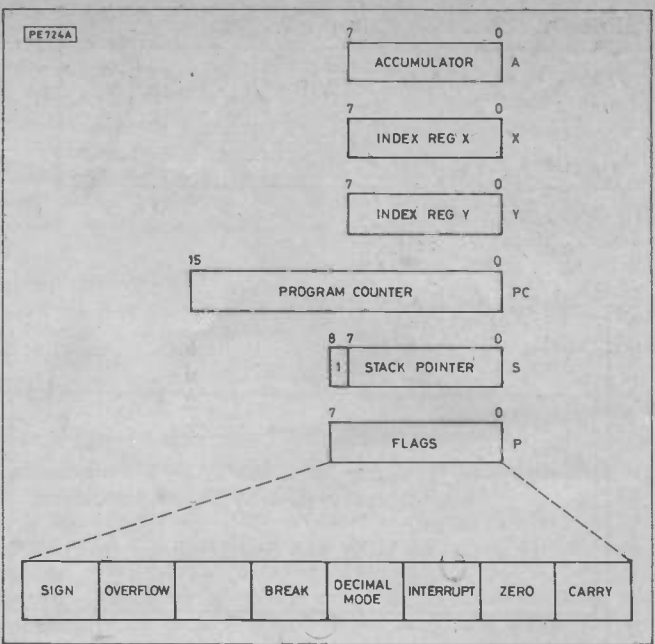 PE724A
7 0
ACCUMULATOR A
7 0
INDEX REG X X
7 0
INDEX REG Y Y
15 0
PROGRAM COUNTER PC
8 7 0
1 STACK POINTER S
7 0
FLAGS P
SIGN OVERFLOW BREAK DECIMAL MODE INTERRUPT ZERO CARRY